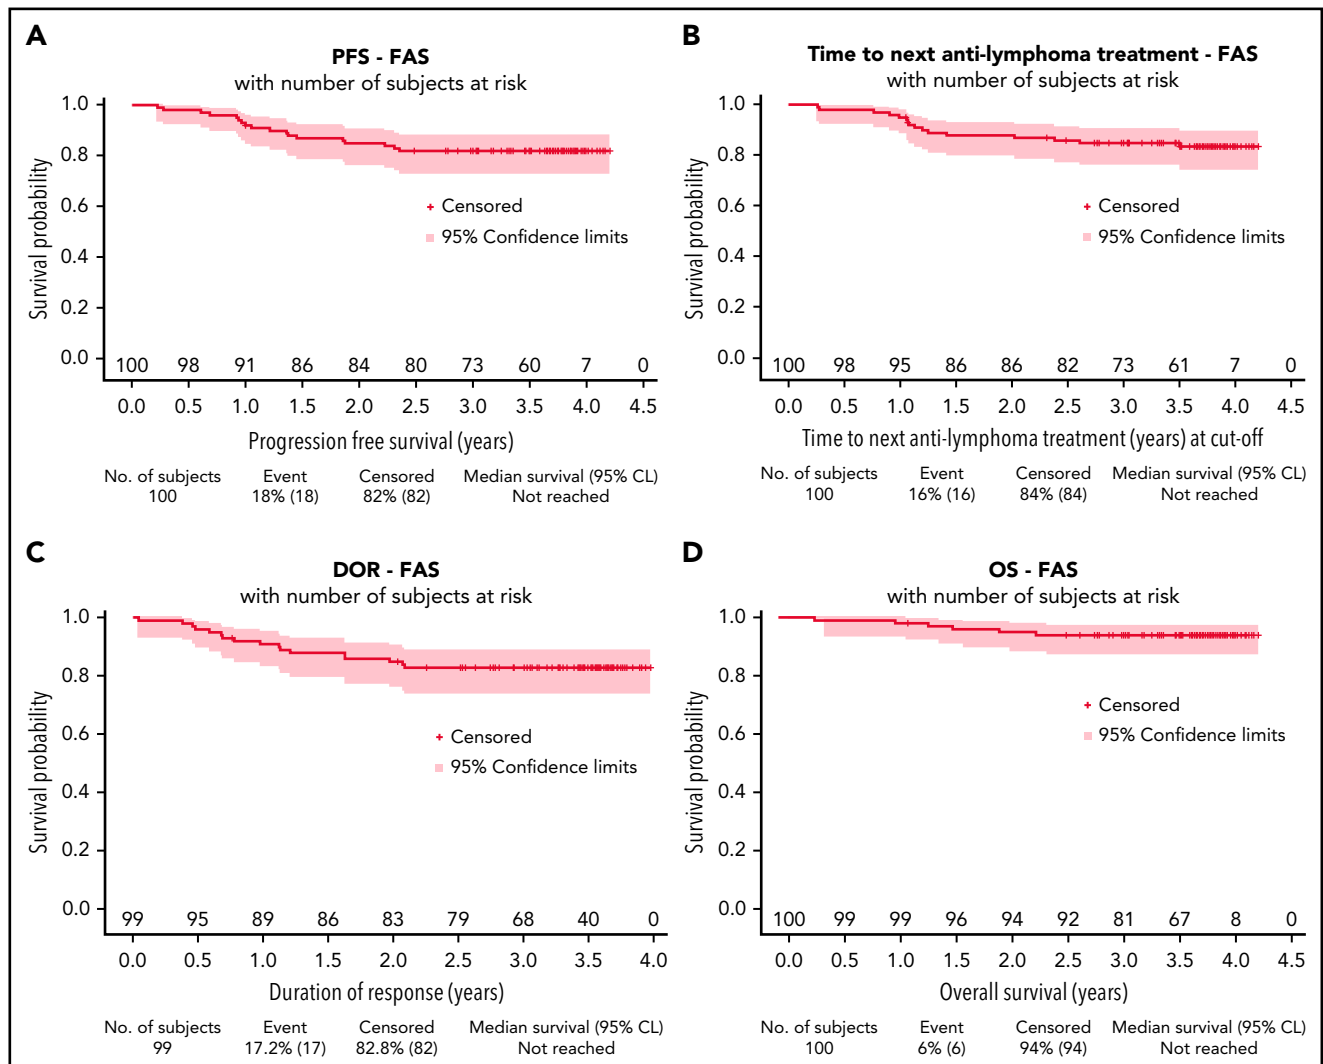 A
PFS - FAS
with number of subjects at risk
1.0
0.8
0.6
0.4
0.2
0.0
Survival probability
Censored
95% Confidence limits
100 98 91 86 84 80 73 60 7 0
0.0 0.5 1.0 1.5 2.0 2.5 3.0 3.5 4.0 4.5
Progression free survival (years)
No. of subjects Event Censored Median survival (95% CL)
100 18% (18) 82% (82) Not reached
B
Time to next anti-lymphoma treatment - FAS
with number of subjects at risk
1.0
0.8
0.6
0.4
0.2
0.0
Survival probability
Censored
95% Confidence limits
100 98 95 86 86 82 73 61 7 0
0.0 0.5 1.0 1.5 2.0 2.5 3.0 3.5 4.0 4.5
Time to next anti-lymphoma treatment (years) at cut-off
No. of subjects Event Censored Median survival (95% CL)
100 16% (16) 84% (84) Not reached
C
DOR - FAS
with number of subjects at risk
1.0
0.8
0.6
0.4
0.2
0.0
Survival probability
Censored
95% Confidence limits
99 95 89 86 83 79 68 40 0
0.0 0.5 1.0 1.5 2.0 2.5 3.0 3.5 4.0
Duration of response (years)
No. of subjects Event Censored Median survival (95% CL)
99 17.2% (17) 82.8% (82) Not reached
D
OS - FAS
with number of subjects at risk
1.0
0.8
0.6
0.4
0.2
0.0
Survival probability
Censored
95% Confidence limits
100 99 99 96 94 92 81 67 8 0
0.0 0.5 1.0 1.5 2.0 2.5 3.0 3.5 4.0 4.5
Overall survival (years)
No. of subjects Event Censored Median survival (95% CL)
100 6% (6) 94% (94) Not reached